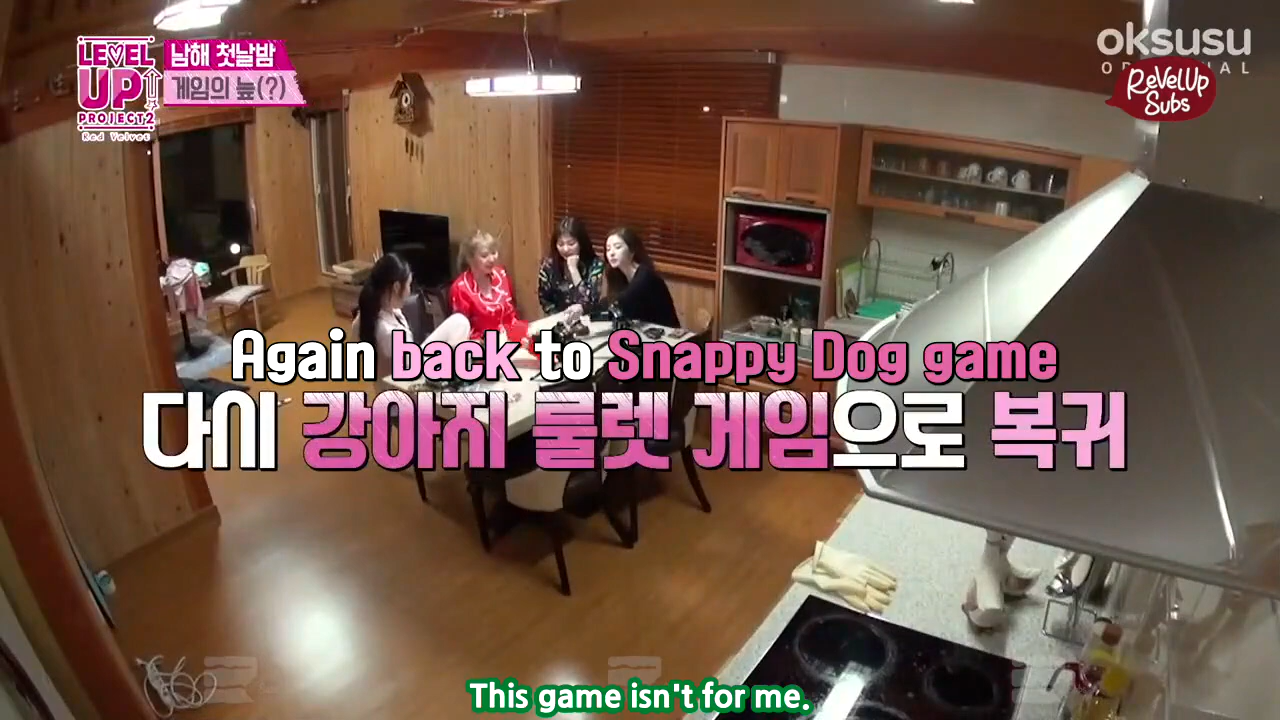 LEVEL
UP
PROJECT2
Red Velvet
남해 첫날밤
게임의 늪(?)
oksusu
ORIGINAL
ReVeLUp
Subs
Again back to Snappy Dog game
다시 강아지 룰렛 게임으로 복귀
This game isn't for me.